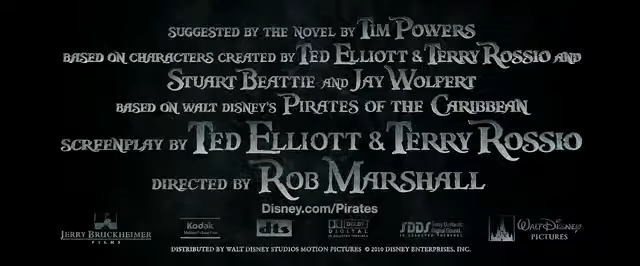 SUGGESTED BY THE NOVEL BY TIM POWERS
BASED ON CHARACTERS CREATED BY TED ELLIOTT & TERRY ROSSIO AND
STUART BEATTIE AND JAY WOLPERT
BASED ON WALT DISNEY'S PIRATES OF THE CARIBBEAN
SCREENPLAY BY TED ELLIOTT & TERRY ROSSIO
DIRECTED BY ROB MARSHALL
Disney.com/Pirates
JERRY BRUCKHEIMER
FILMS
Kodak
dts
DOLBY
DIGITAL
SDDS
WALT DISNEY
PICTURES
DISTRIBUTED BY WALT DISNEY STUDIOS MOTION PICTURES © 2010 DISNEY ENTERPRISES, INC.